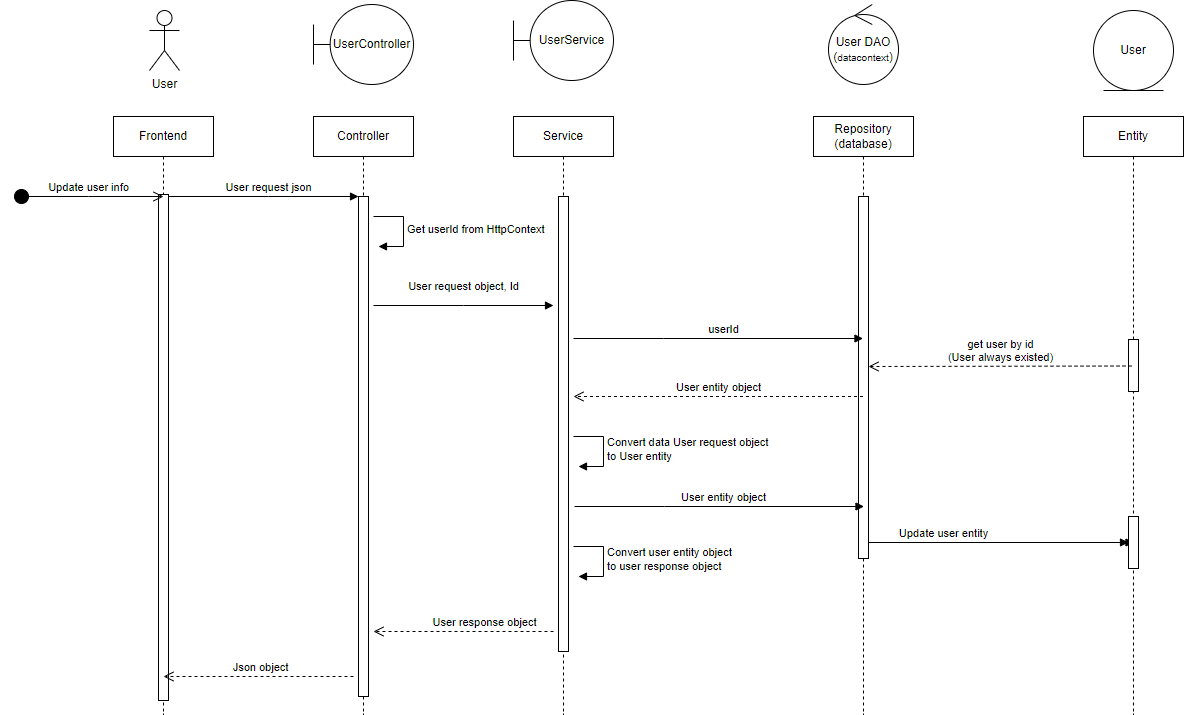 User
UserController
UserService
User DAO
(datacontext)
User
Frontend
Controller
Service
Repository
(database)
Entity
Update user info
User request json
Get userId from HttpContext
User request object, Id
userId
get user by id
(User always existed)
User entity object
Convert data User request object
to User entity
User entity object
Update user entity
Convert user entity object
to user response object
User response object
Json object